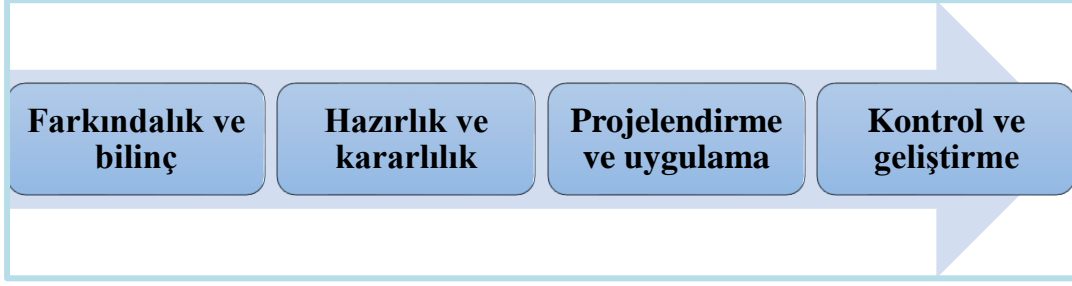 Farkındalık ve
bilinç
Hazırlık ve
kararlılık
Projelendirme
ve uygulama
Kontrol ve
geliştirme